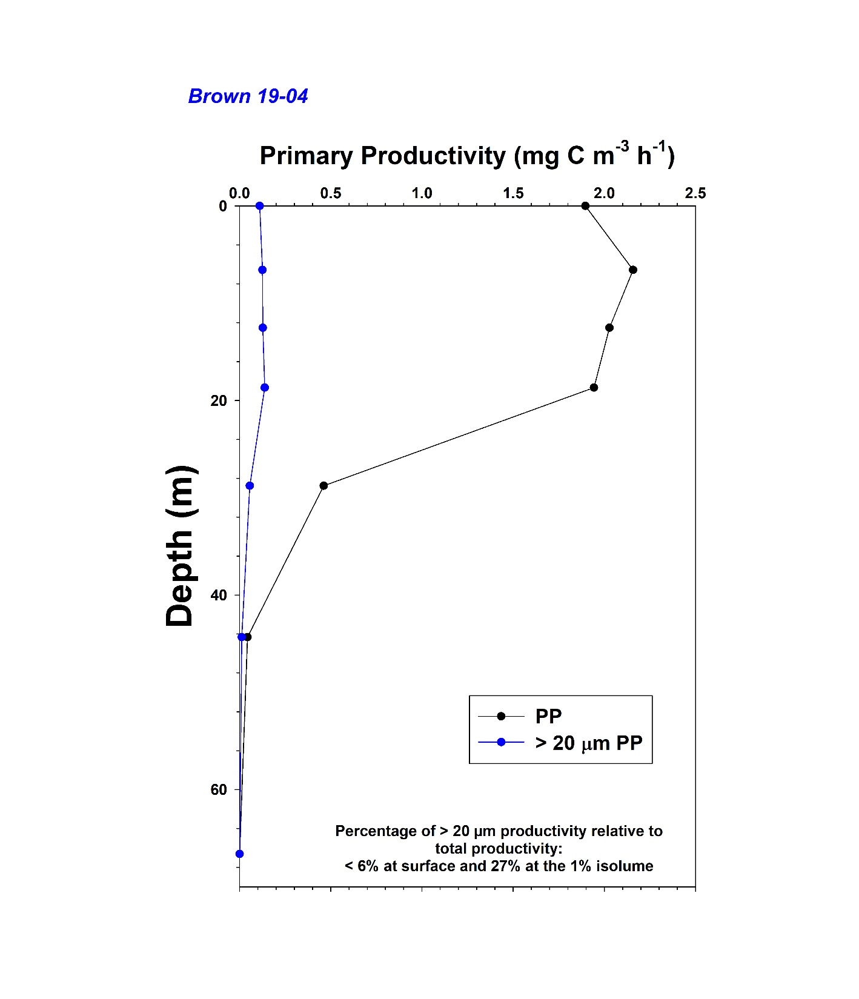 Brown 19-04
Primary Productivity (mg C m-3 h-1)
0.0 0.5 1.0 1.5 2.0 2.5
0
20
40
60
Depth (m)
PP
> 20 μm PP
Percentage of > 20 µm productivity relative to
total productivity:
< 6% at surface and 27% at the 1% isolume